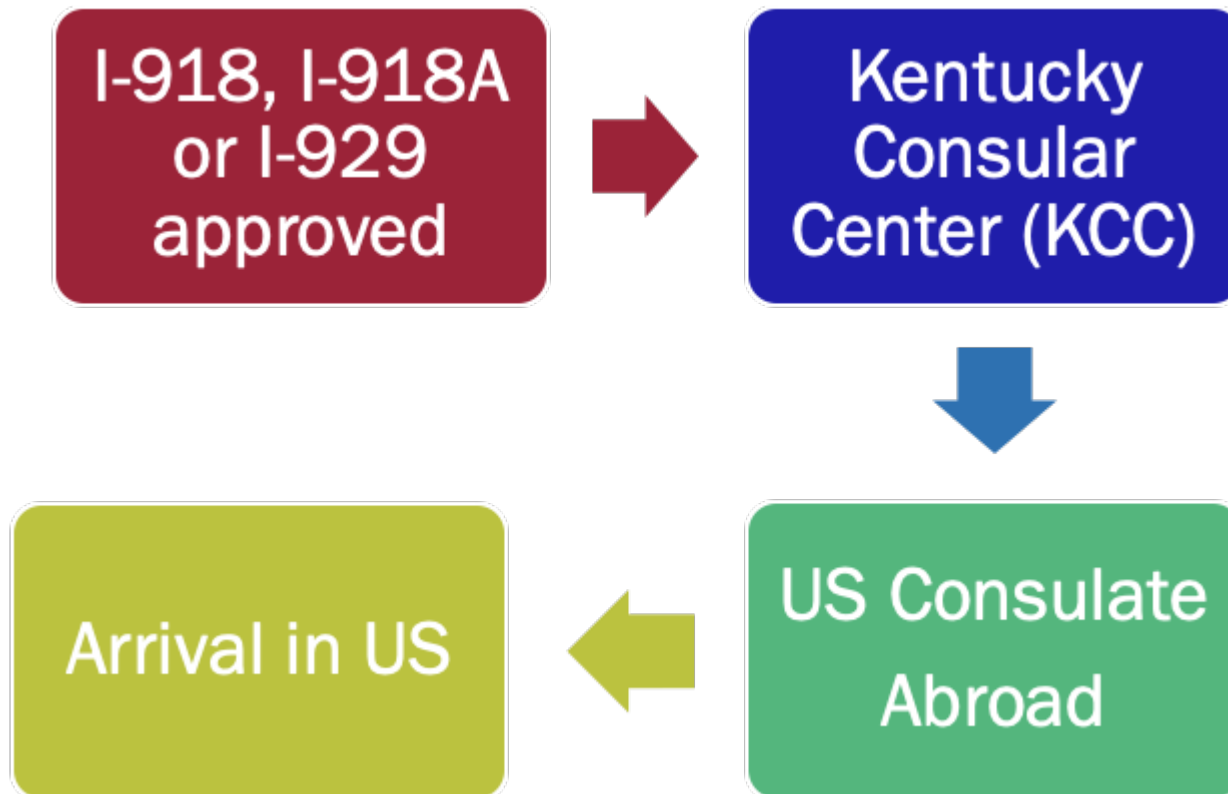 I-918, I-918A
or I-929
approved
Kentucky
Consular
Center (KCC)
US Consulate
Abroad
Arrival in US